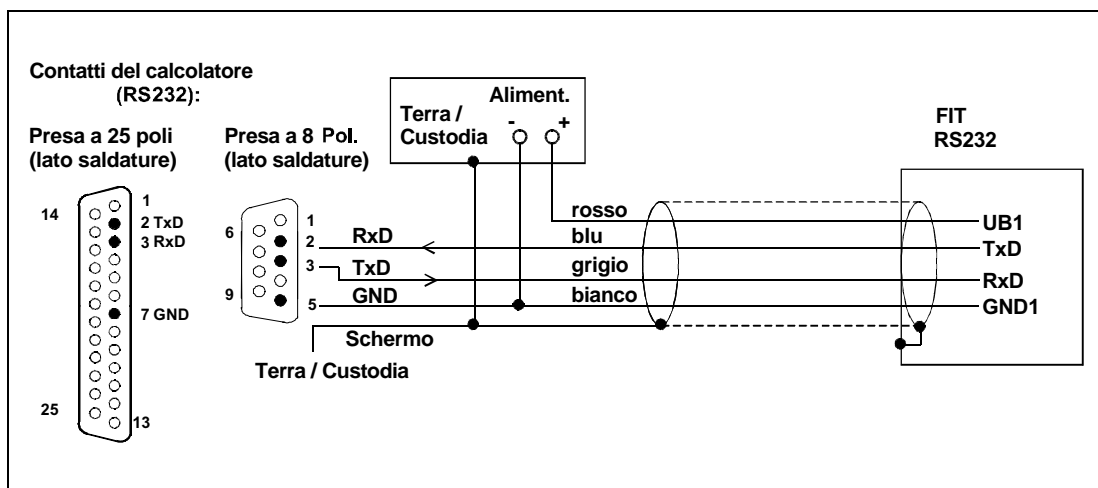 Contatti del calcolatore
(RS232):
Presa a 25 poli
(lato saldature)
Presa a 8 Pol.
(lato saldature)
Aliment.
Terra /
Custodia
-
+
FIT
RS232
14
1
2 TxD
3 RxD
7 GND
25
13
6
9
1
2
3
5
RxD
TxD
GND
Schermo
Terra / Custodia
rosso
blu
grigio
bianco
UB1
TxD
RxD
GND1